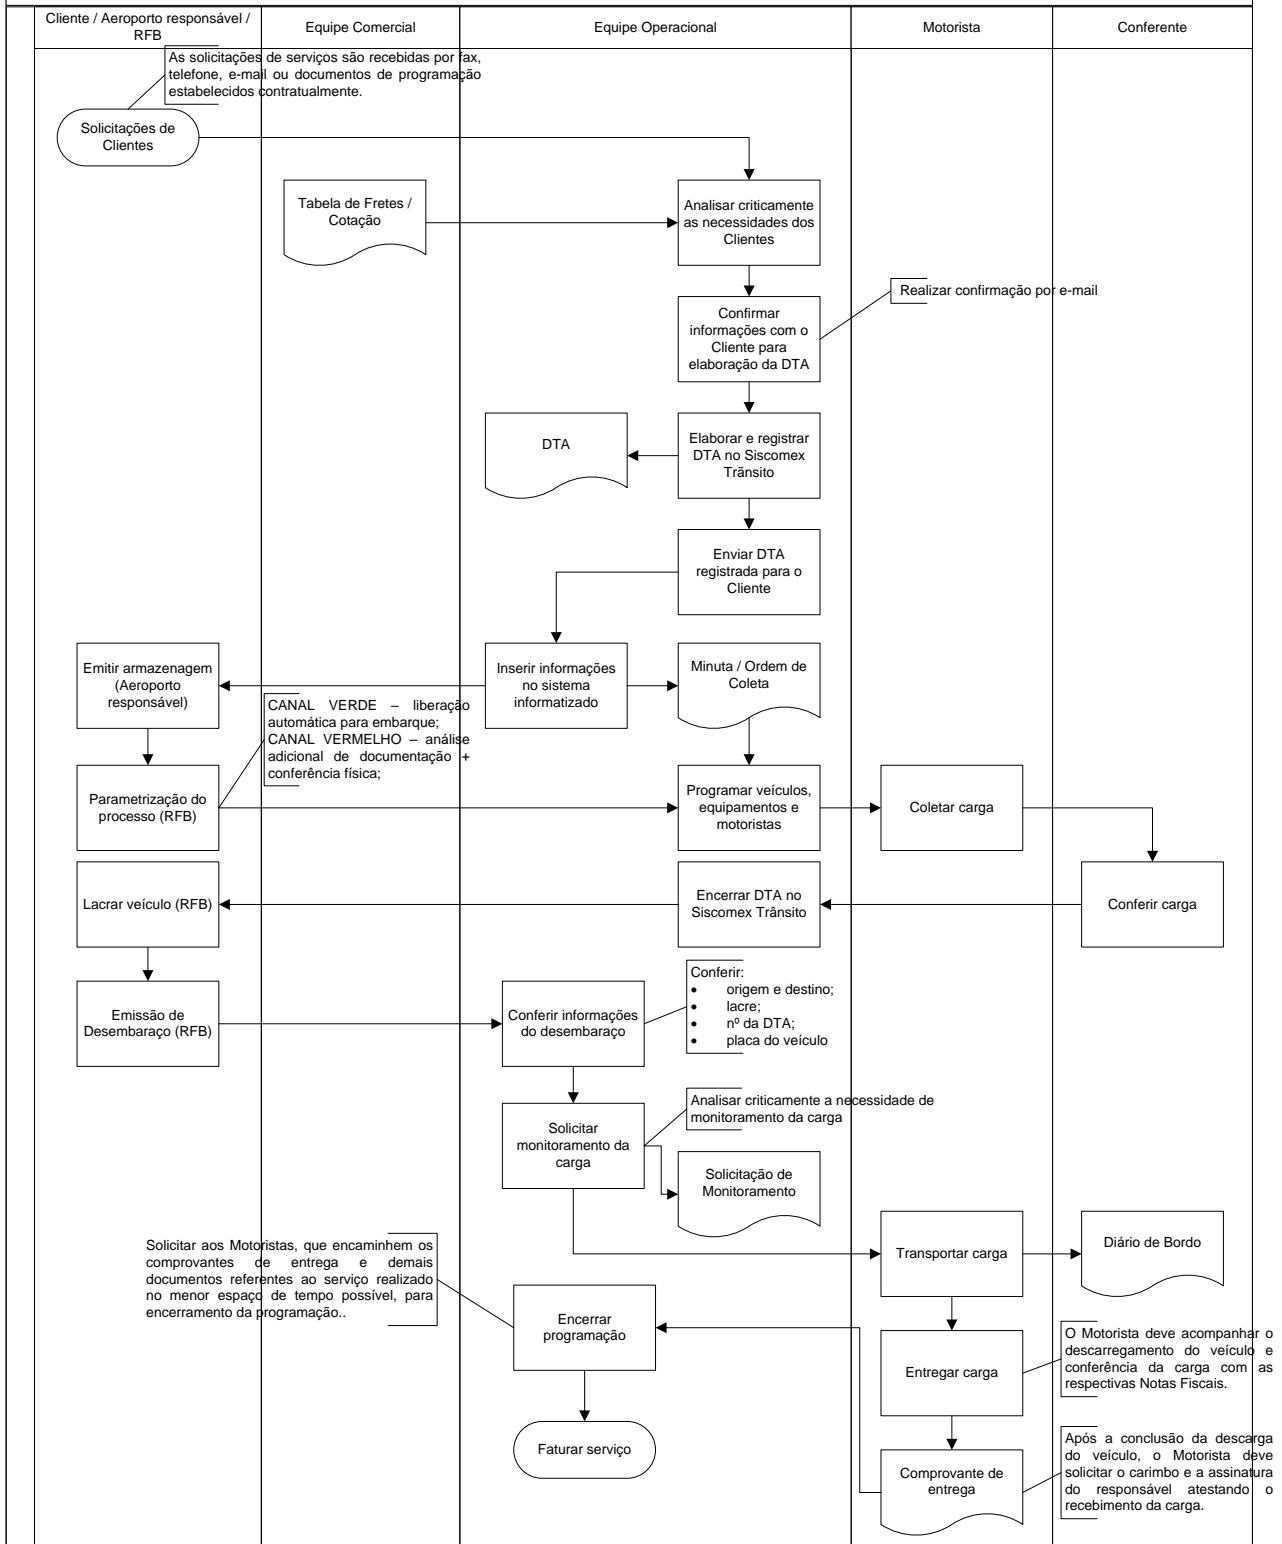 Cliente / Aeroporto responsável /
RFB
Equipe Comercial
Equipe Operacional
Motorista
Conferente
As solicitações de serviços são recebidas por fax,
telefone, e-mail ou documentos de programação
estabelecidos contratualmente.
Solicitações de
Clientes
Tabela de Fretes /
Cotação
Analisar criticamente
as necessidades dos
Clientes
Realizar confirmação por e-mail
Confirmar
informações com o
Cliente para
elaboração da DTA
DTA
Elaborar e registrar
DTA no Siscomex
Trãnsito
Enviar DTA
registrada para o
Cliente
Emitir armazenagem
(Aeroporto
responsável)
Inserir informações
no sistema
informatizado
Minuta / Ordem de
Coleta
CANAL VERDE – liberação
automática para embarque;
CANAL VERMELHO – análise
adicional de documentação +
conferência física;
Parametrização do
processo (RFB)
Programar veículos,
equipamentos e
motoristas
Coletar carga
Lacrar veículo (RFB)
Encerrar DTA no
Siscomex Trânsito
Conferir carga
Emissão de
Desembaraço (RFB)
Conferir informações
do desembaraço
Conferir:
• origem e destino;
• lacre;
• nº da DTA;
• placa do veículo
Solicitar
monitoramento da
carga
Analisar criticamente a necessidade de
monitoramento da carga
Solicitação de
Monitoramento
Transportar carga
Diário de Bordo
Solicitar aos Motoristas, que encaminhem os
comprovantes de entrega e demais
documentos referentes ao serviço realizado
no menor espaço de tempo possível, para
encerramento da programação..
Encerrar
programação
Entregar carga
O Motorista deve acompanhar o
descarregamento do veículo e
conferência da carga com as
respectivas Notas Fiscais.
Faturar serviço
Comprovante de
entrega
Após a conclusão da descarga
do veículo, o Motorista deve
solicitar o carimbo e a assinatura
do responsável atestando o
recebimento da carga.